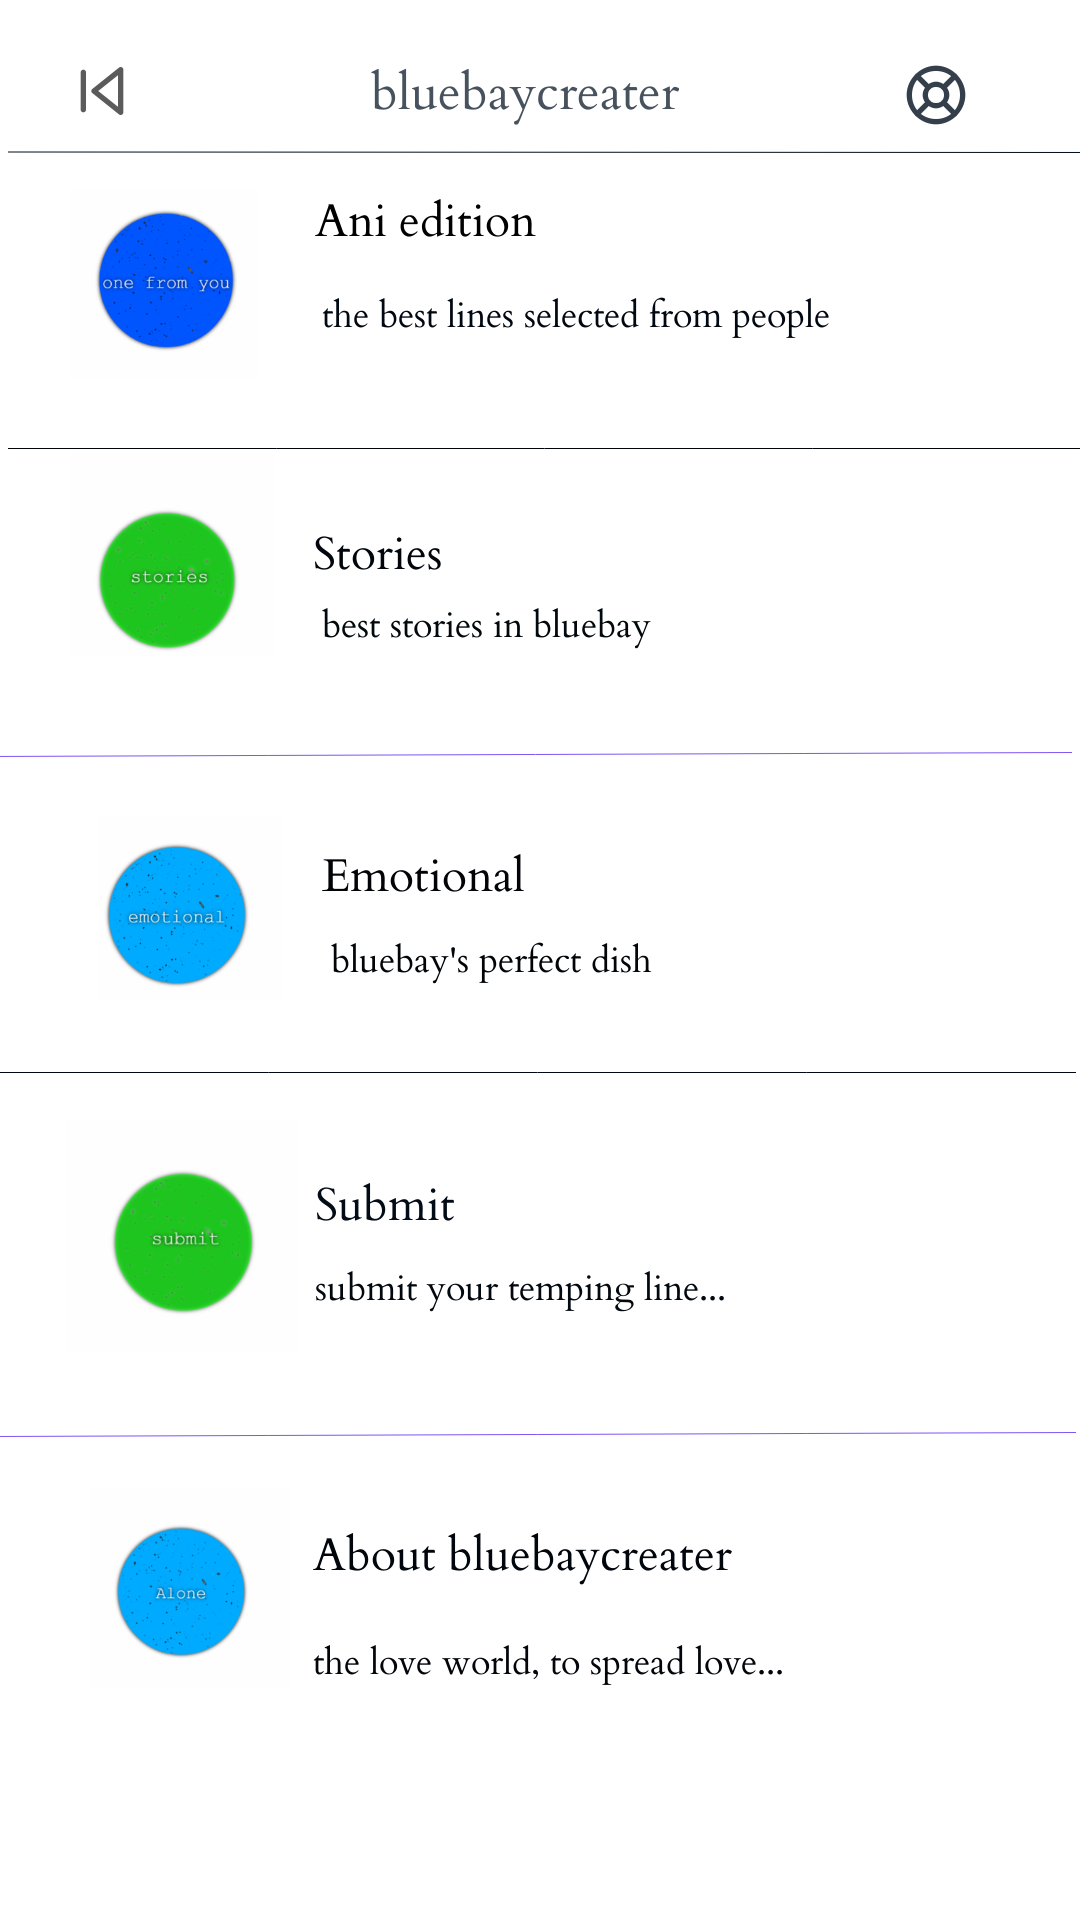 bluebaycreater
Ani edition
one from you
the best lines selected from people
Stories
stories
best stories in bluebay
Emotional
emotional
bluebay's perfect dish
Submit
submit
submit your temping line...
About bluebaycreater
Alone
the love world, to spread love...